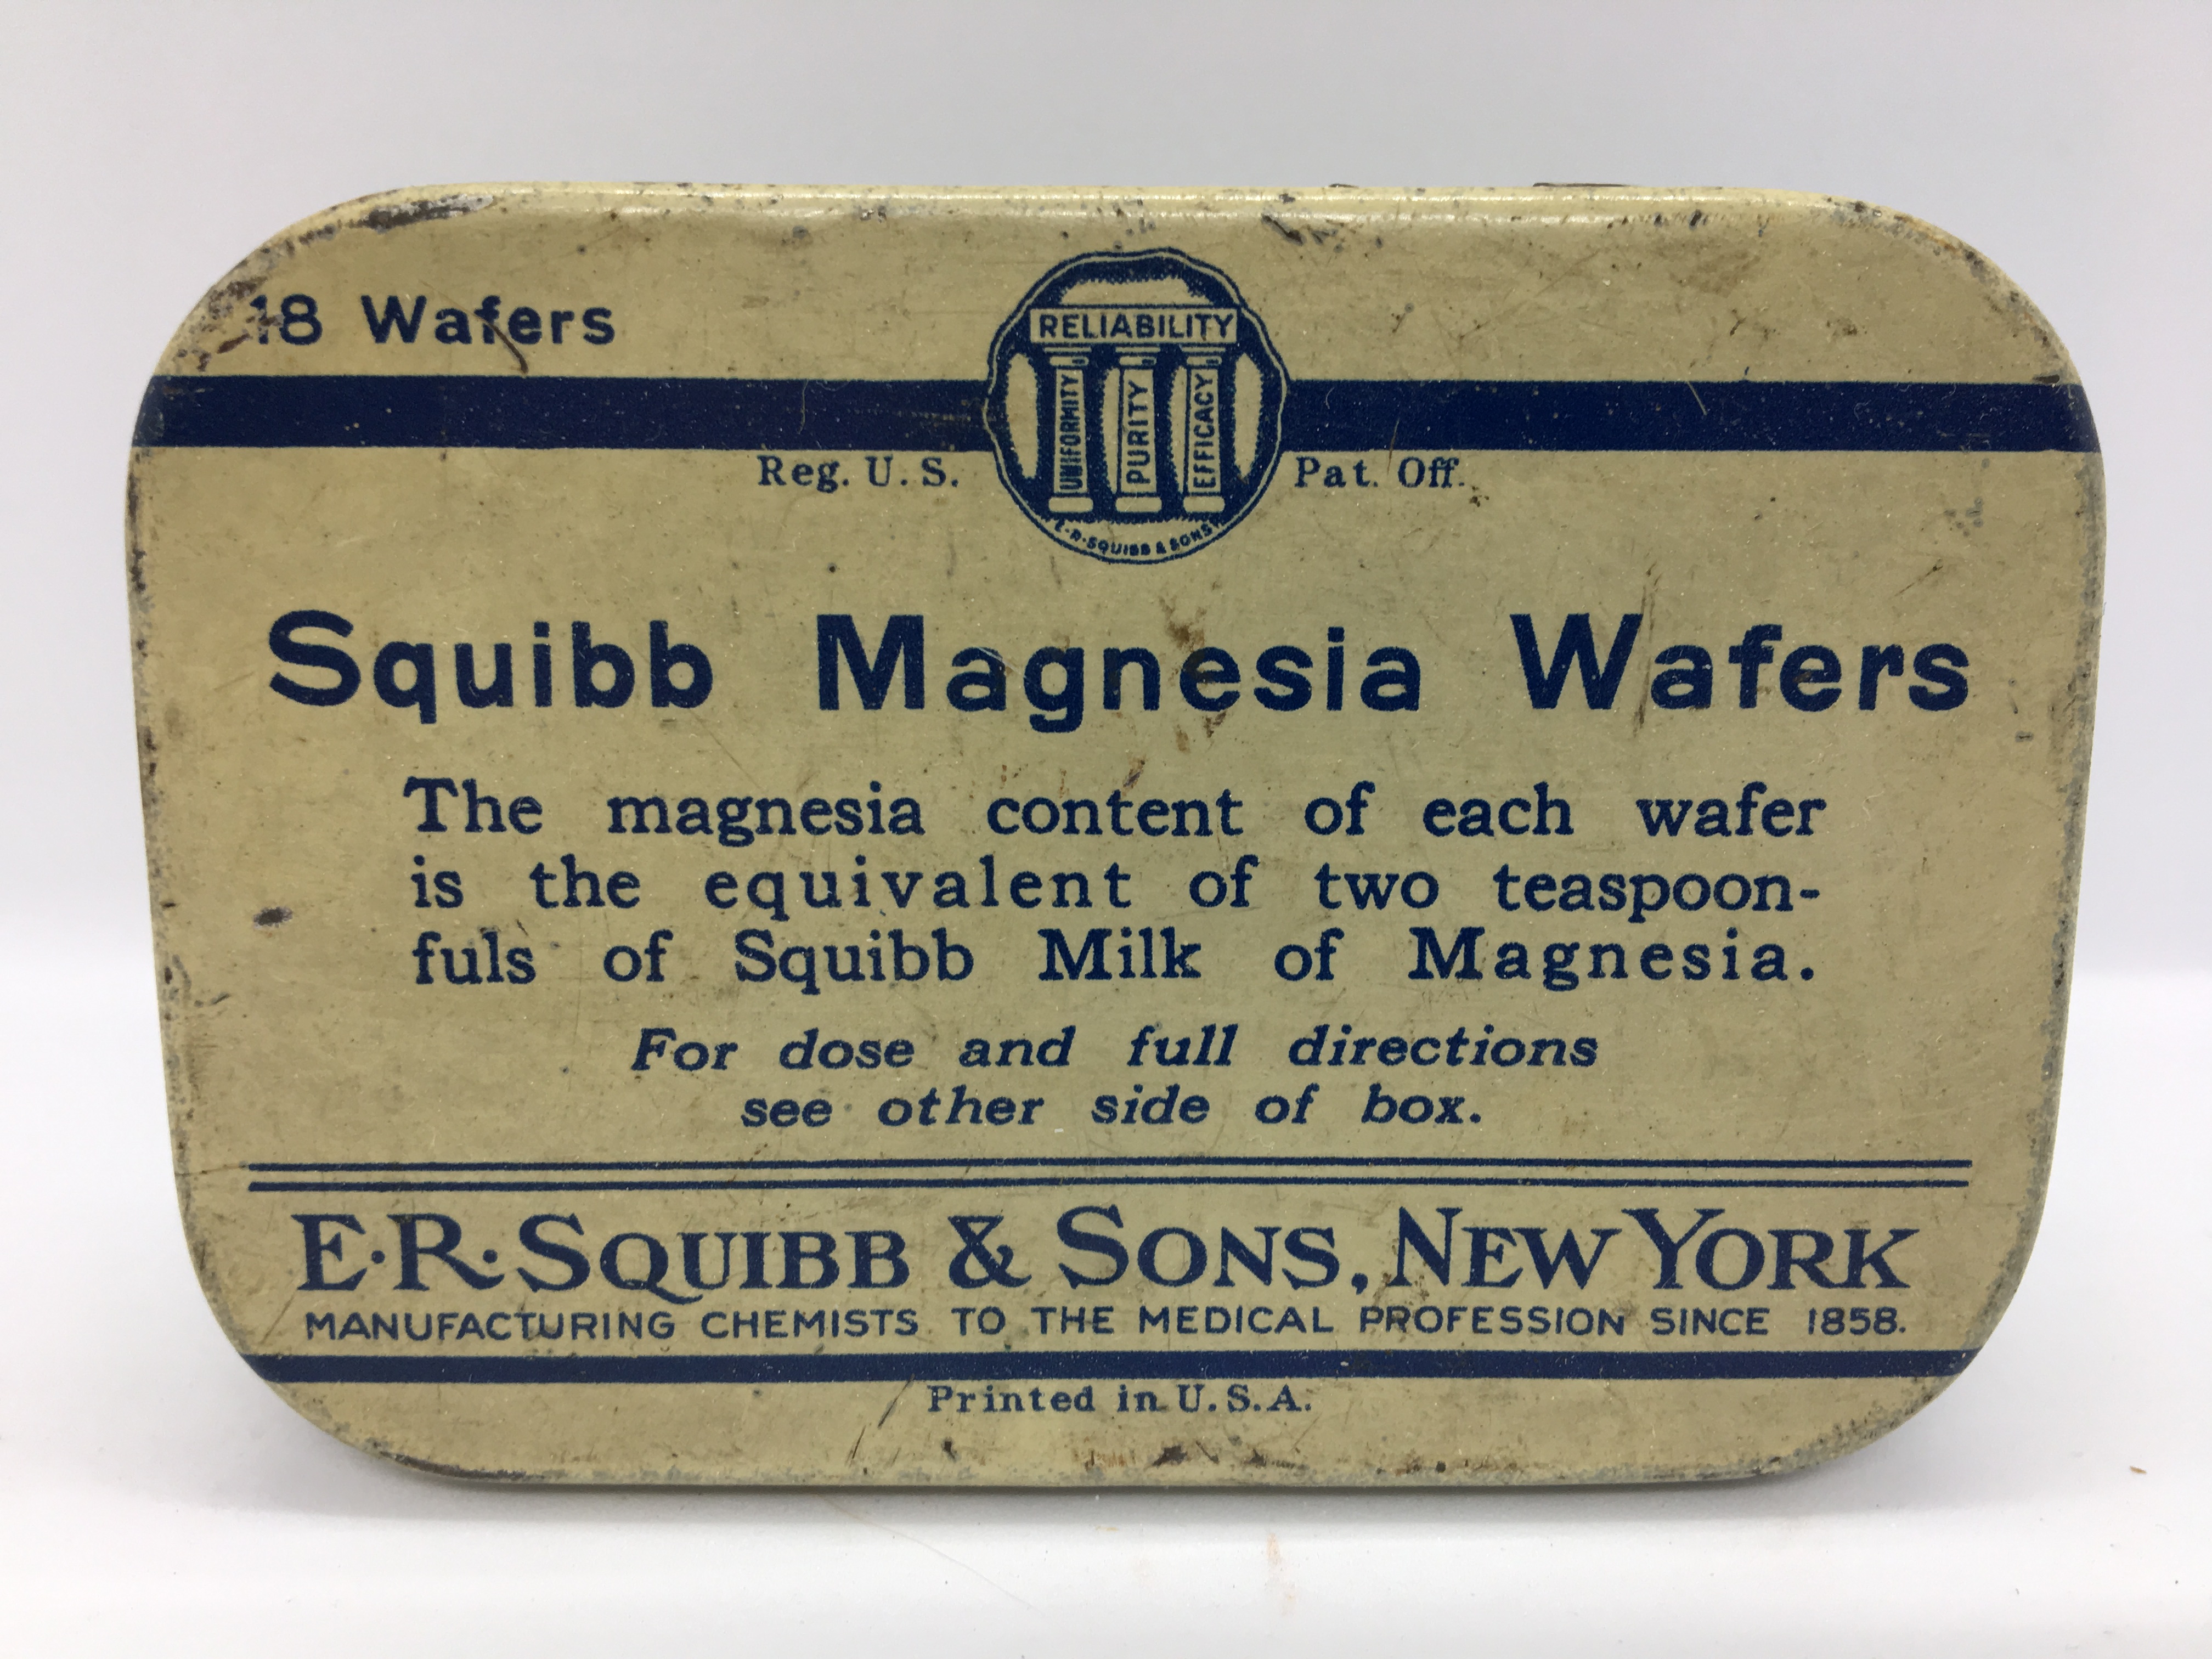 18 Wafers
RELIABILITY
UNIFORMITY
PURITY
EFFICACY
E·R·SQUIBB & SONS
Reg. U. S. Pat. Off.
Squibb Magnesia Wafers
The magnesia content of each wafer
is the equivalent of two teaspoon-
fuls of Squibb Milk of Magnesia.
For dose and full directions
see other side of box.
E·R·SQUIBB & SONS, NEW YORK
MANUFACTURING CHEMISTS TO THE MEDICAL PROFESSION SINCE 1858.
Printed in U.S.A.